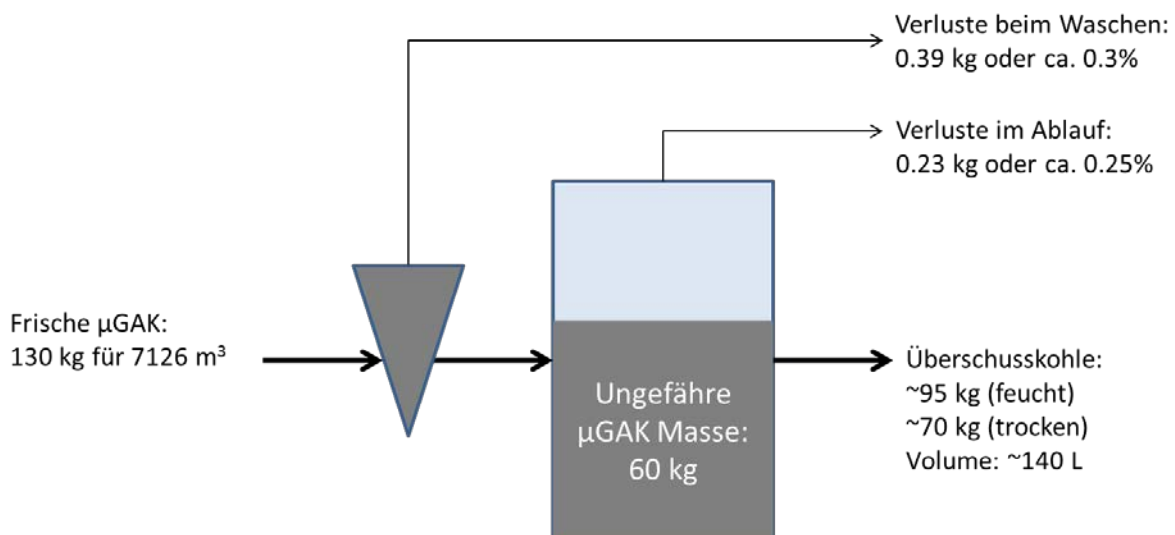 Verluste beim Waschen:
0.39 kg oder ca. 0.3%
Verluste im Ablauf:
0.23 kg oder ca. 0.25%
Frische µGAK:
130 kg für 7126 m³
Ungefähre
µGAK Masse:
60 kg
Überschusskohle:
~95 kg (feucht)
~70 kg (trocken)
Volume: ~140 L